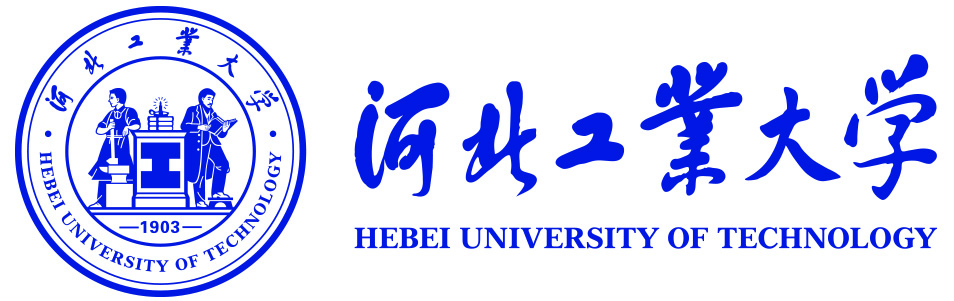 河北工業大学
HEBEI UNIVERSITY OF TECHNOLOGY
1903
河北工業大学
HEBEI UNIVERSITY OF TECHNOLOGY